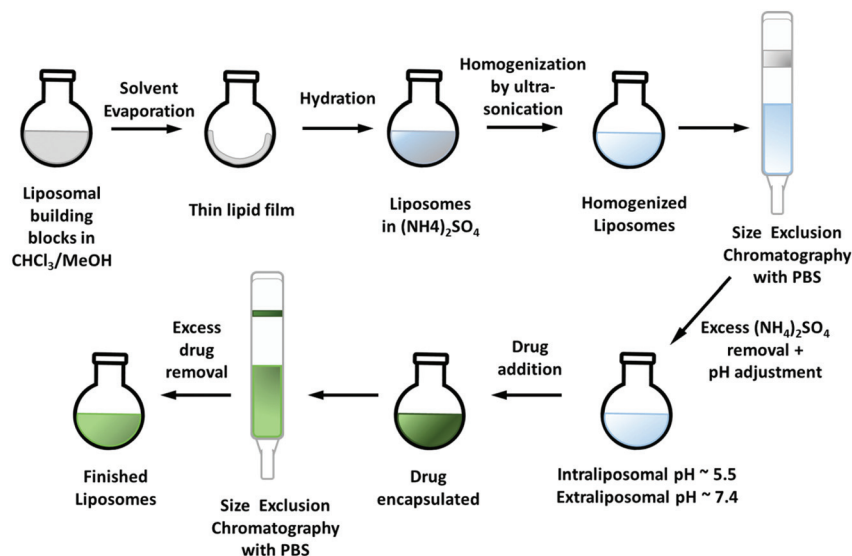 Solvent
Evaporation
Hydration
Homogenization
by ultra-
sonication
Liposomal
building
blocks in
CHCl₃/MeOH
Thin lipid film
Liposomes
in (NH4)₂SO₄
Homogenized
Liposomes
Size Exclusion
Chromatography
with PBS
Excess (NH₄)₂SO₄
removal +
pH adjustment
Intraliposomal pH ~ 5.5
Extraliposomal pH ~ 7.4
Drug
addition
Drug
encapsulated
Size Exclusion
Chromatography
with PBS
Excess
drug
removal
Finished
Liposomes